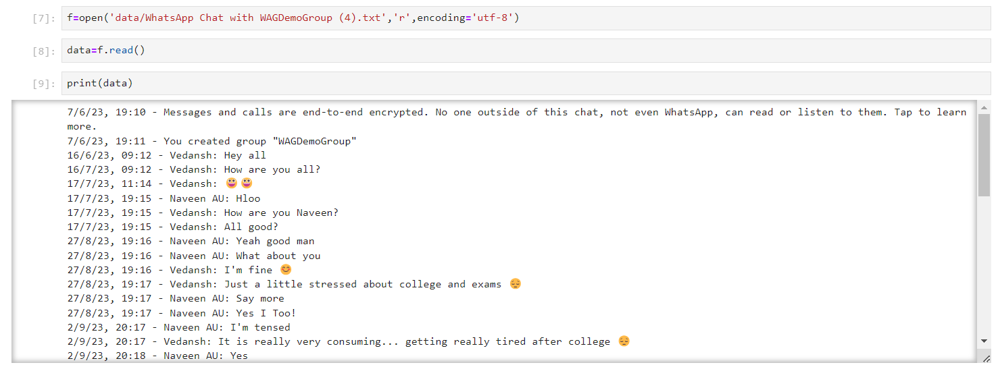 [7]: f=open('data/WhatsApp Chat with WAGDemoGroup (4).txt','r',encoding='utf-8')
[8]: data=f.read()
[9]: print(data)
7/6/23, 19:10 - Messages and calls are end-to-end encrypted. No one outside of this chat, not even WhatsApp, can read or listen to them. Tap to learn
more.
7/6/23, 19:11 - You created group "WAGDemoGroup"
16/6/23, 09:12 - Vedansh: Hey all
16/7/23, 09:12 - Vedansh: How are you all?
17/7/23, 11:14 - Vedansh: 😀😀
17/7/23, 19:15 - Naveen AU: Hloo
17/7/23, 19:15 - Vedansh: How are you Naveen?
17/7/23, 19:15 - Vedansh: All good?
27/8/23, 19:16 - Naveen AU: Yeah good man
27/8/23, 19:16 - Naveen AU: What about you
27/8/23, 19:16 - Vedansh: I'm fine 😊
27/8/23, 19:17 - Vedansh: Just a little stressed about college and exams 😔
27/8/23, 19:17 - Naveen AU: Say more
27/8/23, 19:17 - Naveen AU: Yes I Too!
2/9/23, 20:17 - Naveen AU: I'm tensed
2/9/23, 20:17 - Vedansh: It is really very consuming... getting really tired after college 😔
2/9/23, 20:18 - Naveen AU: Yes